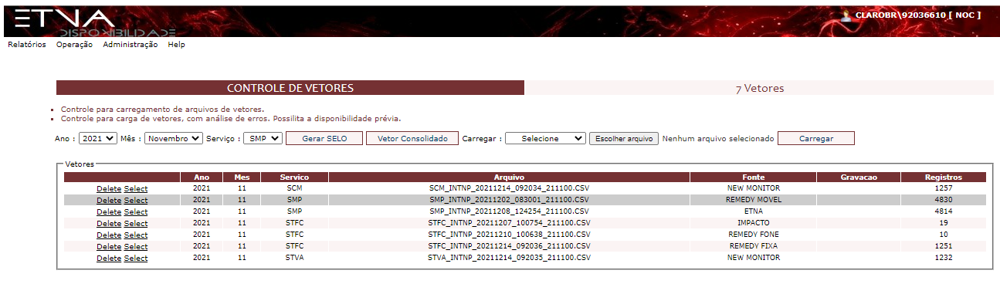 ETNA
DISPONIBILIDADE
CLAROBR\92036610 [ NOC ]
Relatórios Operação Administração Help
CONTROLE DE VETORES 7 Vetores
Controle para carregamento de arquivos de vetores.
Controle para carga de vetores, com análise de erros. Possilita a disponibilidade prévia.
Ano : 2021 Mês : Novembro Serviço : SMP Gerar SELO Vetor Consolidado Carregar : Selecione Escolher arquivo Nenhum arquivo selecionado Carregar
Vetores
Ano Mes Servico Arquivo Fonte Gravacao Registros
Delete Select 2021 11 SCM SCM_INTNP_20211214_092034_211100.CSV NEW MONITOR 1257
Delete Select 2021 11 SMP SMP_INTNP_20211202_083001_211100.CSV REMEDY MOVEL 4830
Delete Select 2021 11 SMP SMP_INTNP_20211208_124254_211100.CSV ETNA 4814
Delete Select 2021 11 STFC STFC_INTNP_20211207_100754_211100.CSV IMPACTO 19
Delete Select 2021 11 STFC STFC_INTNP_20211210_100638_211100.CSV REMEDY FONE 10
Delete Select 2021 11 STFC STFC_INTNP_20211214_092036_211100.CSV REMEDY FIXA 1251
Delete Select 2021 11 STVA STVA_INTNP_20211214_092035_211100.CSV NEW MONITOR 1232